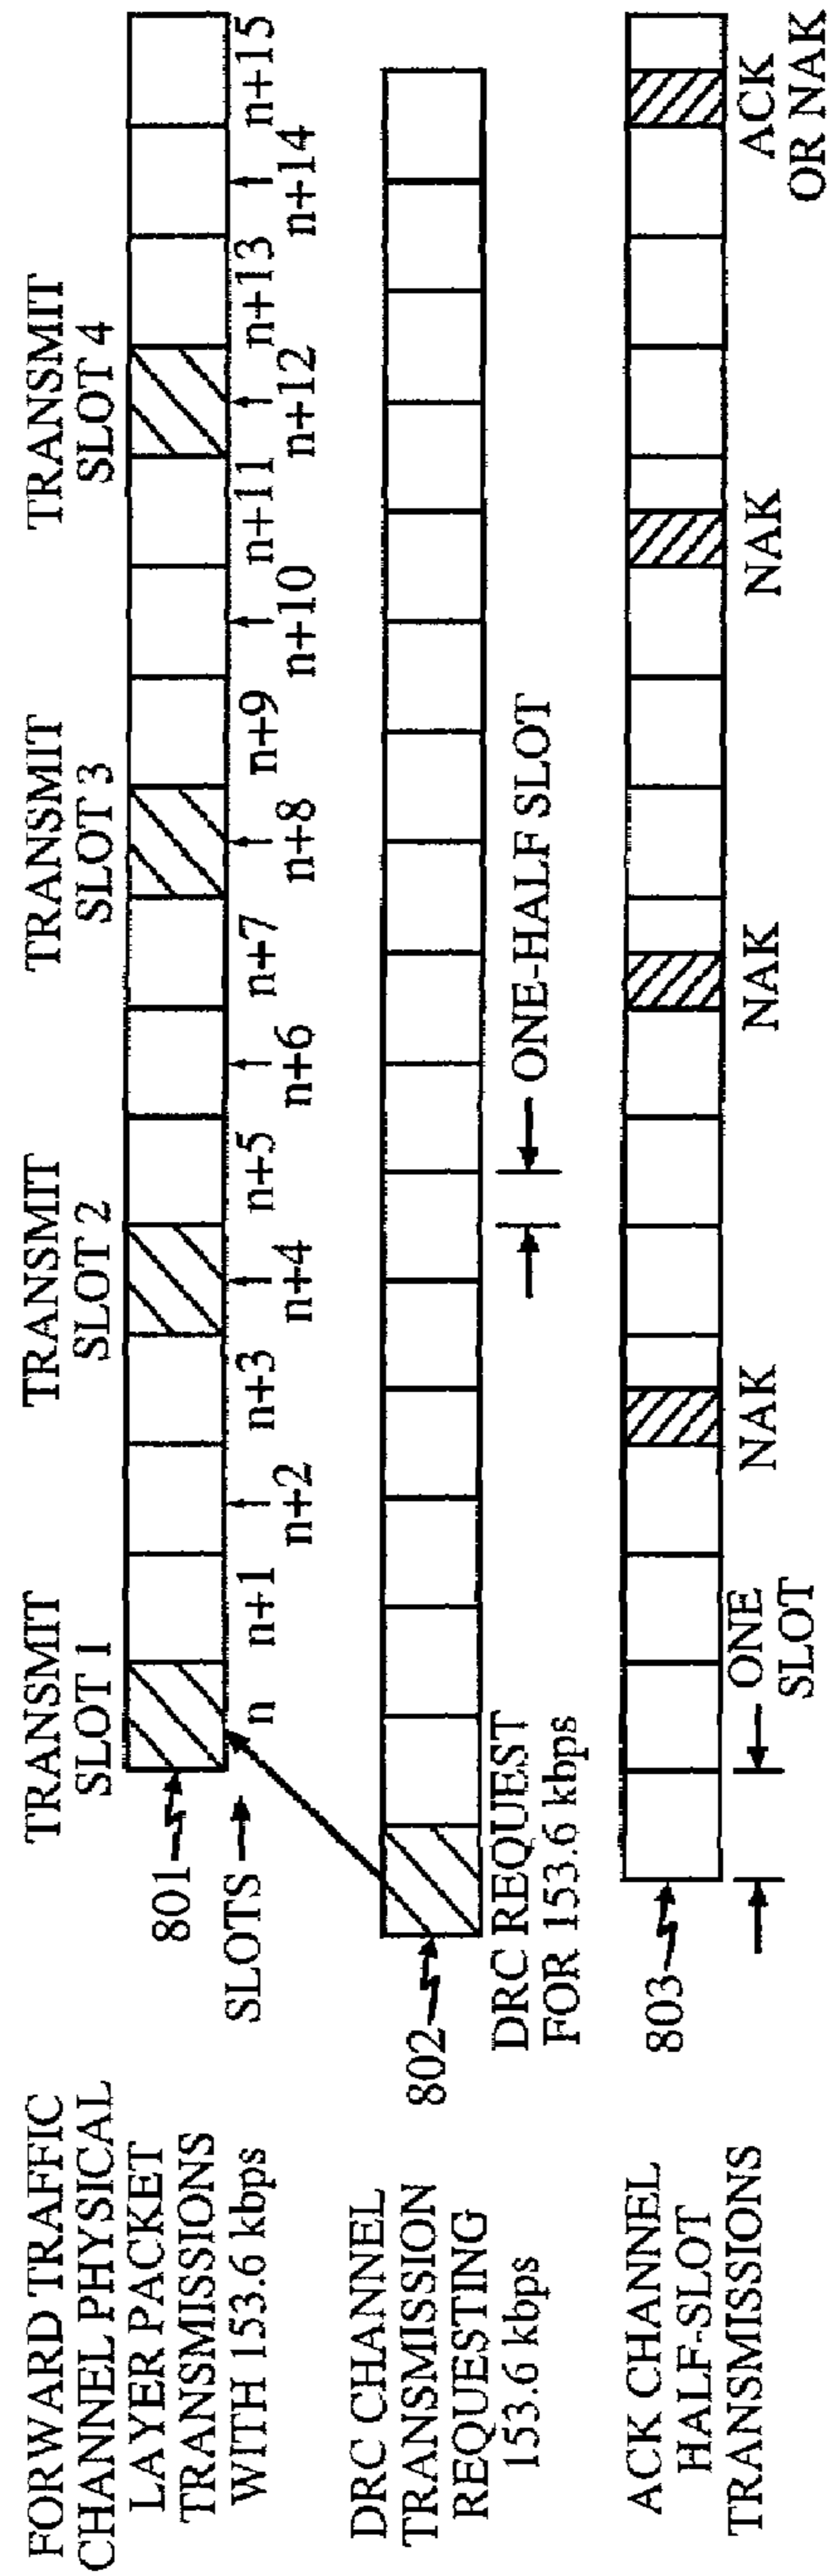 FORWARD TRAFFIC
CHANNEL PHYSICAL
LAYER PACKET
TRANSMISSIONS
WITH 153.6 kbps
TRANSMIT
SLOT 1
TRANSMIT
SLOT 2
TRANSMIT
SLOT 3
TRANSMIT
SLOT 4
801
SLOTS
n
n+1
n+2
n+3
n+4
n+5
n+6
n+7
n+8
n+9
n+10
n+11
n+12
n+13
n+14
n+15
DRC CHANNEL
TRANSMISSION
REQUESTING
153.6 kbps
802
DRC REQUEST
FOR 153.6 kbps
ONE-HALF SLOT
ACK CHANNEL
HALF-SLOT
TRANSMISSIONS
803
ONE
SLOT
NAK
NAK
NAK
ACK
OR NAK